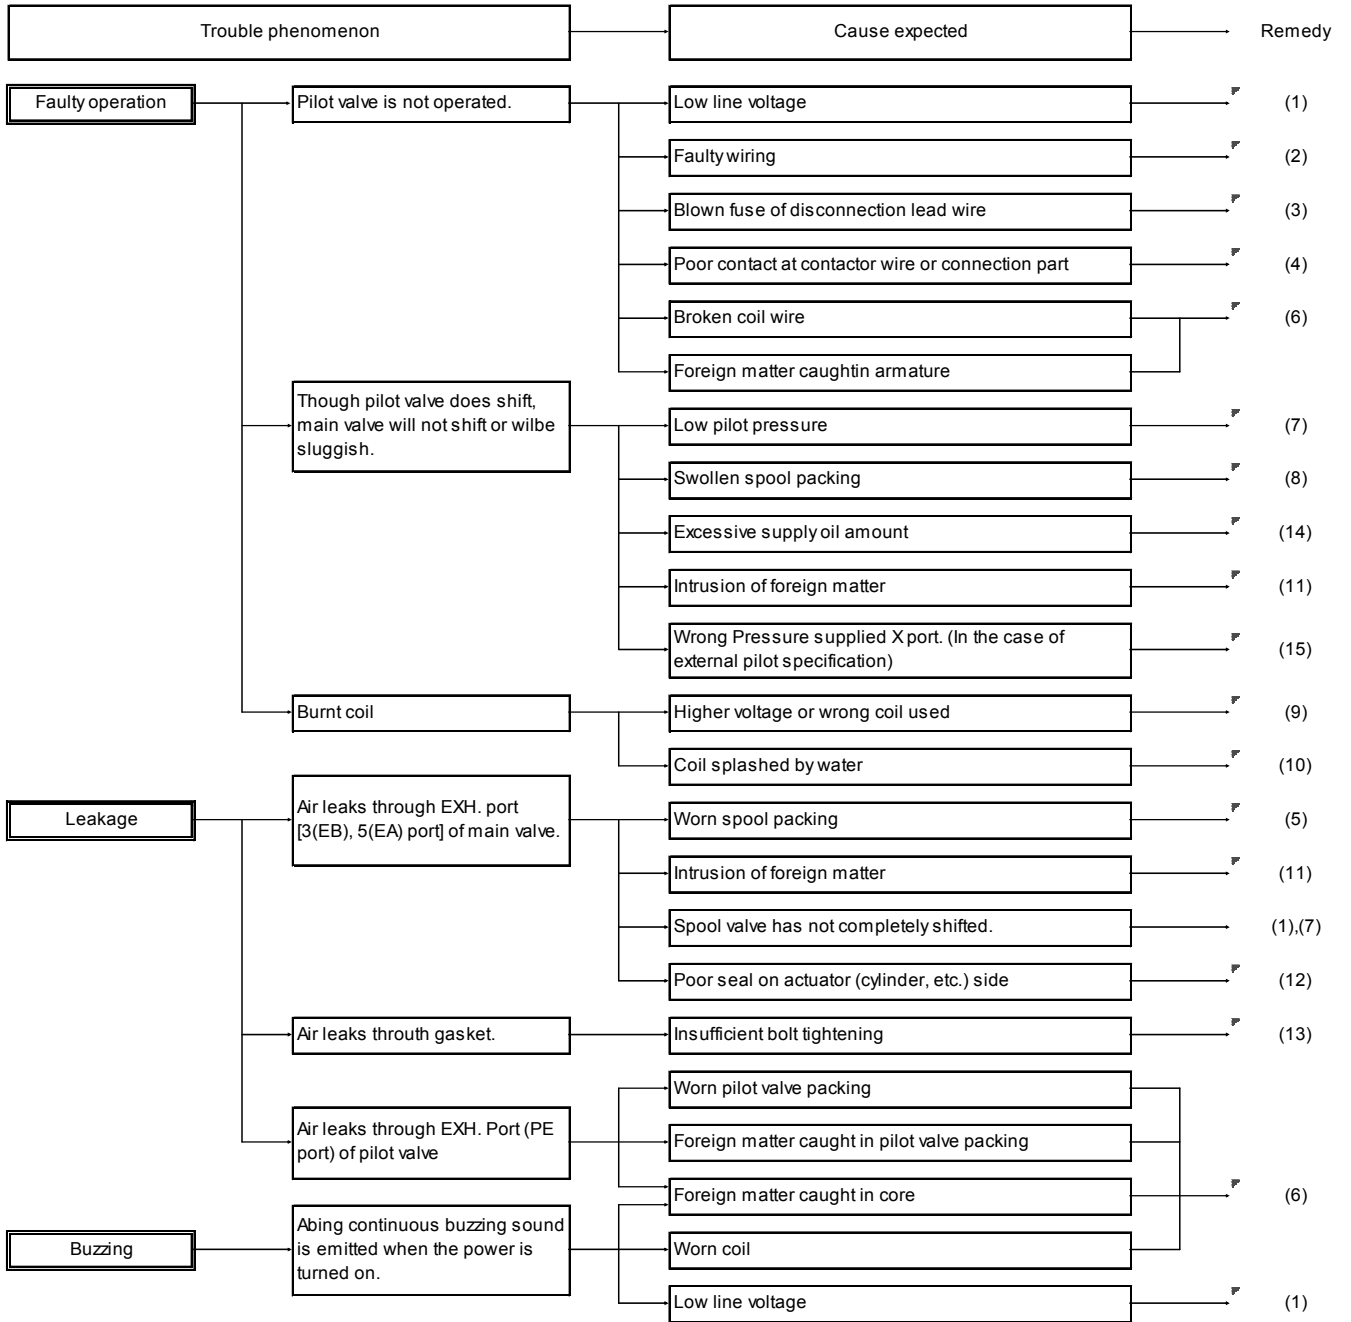 Trouble phenomenon
Cause expected
Remedy
Faulty operation
Pilot valve is not operated.
Low line voltage
(1)
Faulty wiring
(2)
Blown fuse of disconnection lead wire
(3)
Poor contact at contactor wire or connection part
(4)
Broken coil wire
(6)
Foreign matter caughtin armature
Though pilot valve does shift,
main valve will not shift or wilbe
sluggish.
Low pilot pressure
(7)
Swollen spool packing
(8)
Excessive supply oil amount
(14)
Intrusion of foreign matter
(11)
Wrong Pressure supplied X port. (In the case of
external pilot specification)
(15)
Burnt coil
Higher voltage or wrong coil used
(9)
Coil splashed by water
(10)
Leakage
Air leaks through EXH. port
[3(EB), 5(EA) port] of main valve.
Worn spool packing
(5)
Intrusion of foreign matter
(11)
Spool valve has not completely shifted.
(1),(7)
Poor seal on actuator (cylinder, etc.) side
(12)
Air leaks throuth gasket.
Insufficient bolt tightening
(13)
Air leaks through EXH. Port (PE
port) of pilot valve
Worn pilot valve packing
Foreign matter caught in pilot valve packing
Foreign matter caught in core
(6)
Buzzing
Abing continuous buzzing sound
is emitted when the power is
turned on.
Worn coil
Low line voltage
(1)